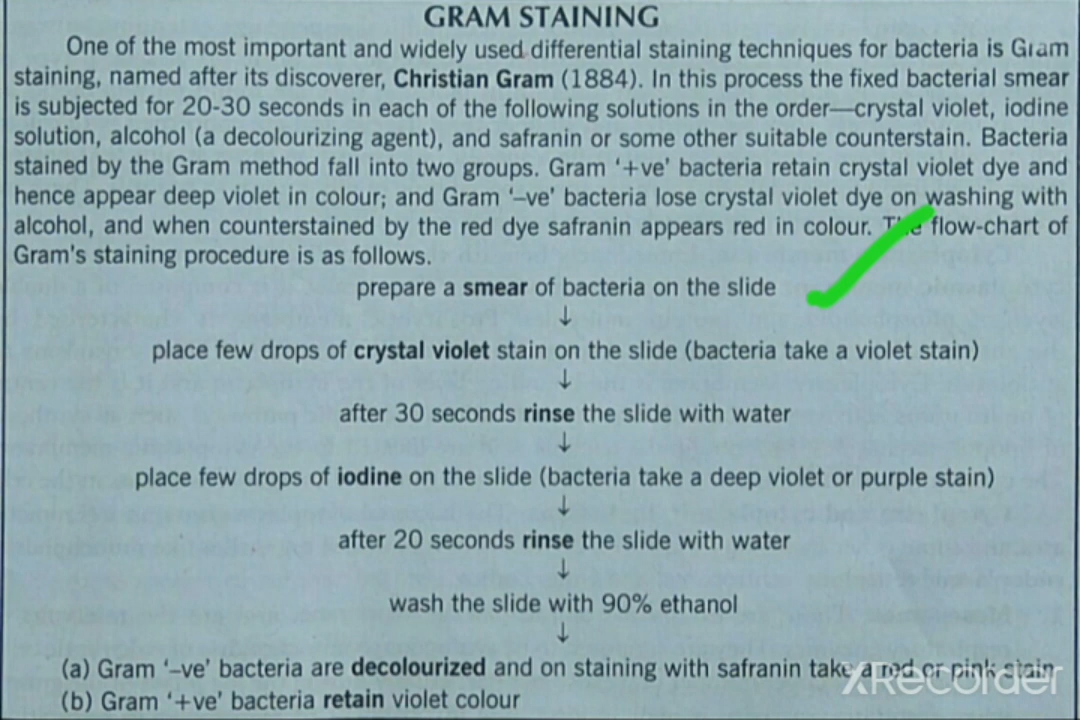 GRAM STAINING
One of the most important and widely used differential staining techniques for bacteria is Gram
staining, named after its discoverer, Christian Gram (1884). In this process the fixed bacterial smear
is subjected for 20-30 seconds in each of the following solutions in the order—crystal violet, iodine
solution, alcohol (a decolourizing agent), and safranin or some other suitable counterstain. Bacteria
stained by the Gram method fall into two groups. Gram ‘+ve’ bacteria retain crystal violet dye and
hence appear deep violet in colour; and Gram ‘–ve’ bacteria lose crystal violet dye on washing with
alcohol, and when counterstained by the red dye safranin appears red in colour. The flow-chart of
Gram's staining procedure is as follows.
prepare a smear of bacteria on the slide
↓
place few drops of crystal violet stain on the slide (bacteria take a violet stain)
↓
after 30 seconds rinse the slide with water
↓
place few drops of iodine on the slide (bacteria take a deep violet or purple stain)
↓
after 20 seconds rinse the slide with water
↓
wash the slide with 90% ethanol
↓
(a) Gram ‘–ve’ bacteria are decolourized and on staining with safranin take a red or pink stain
(b) Gram ‘+ve’ bacteria retain violet colour
XRecorder